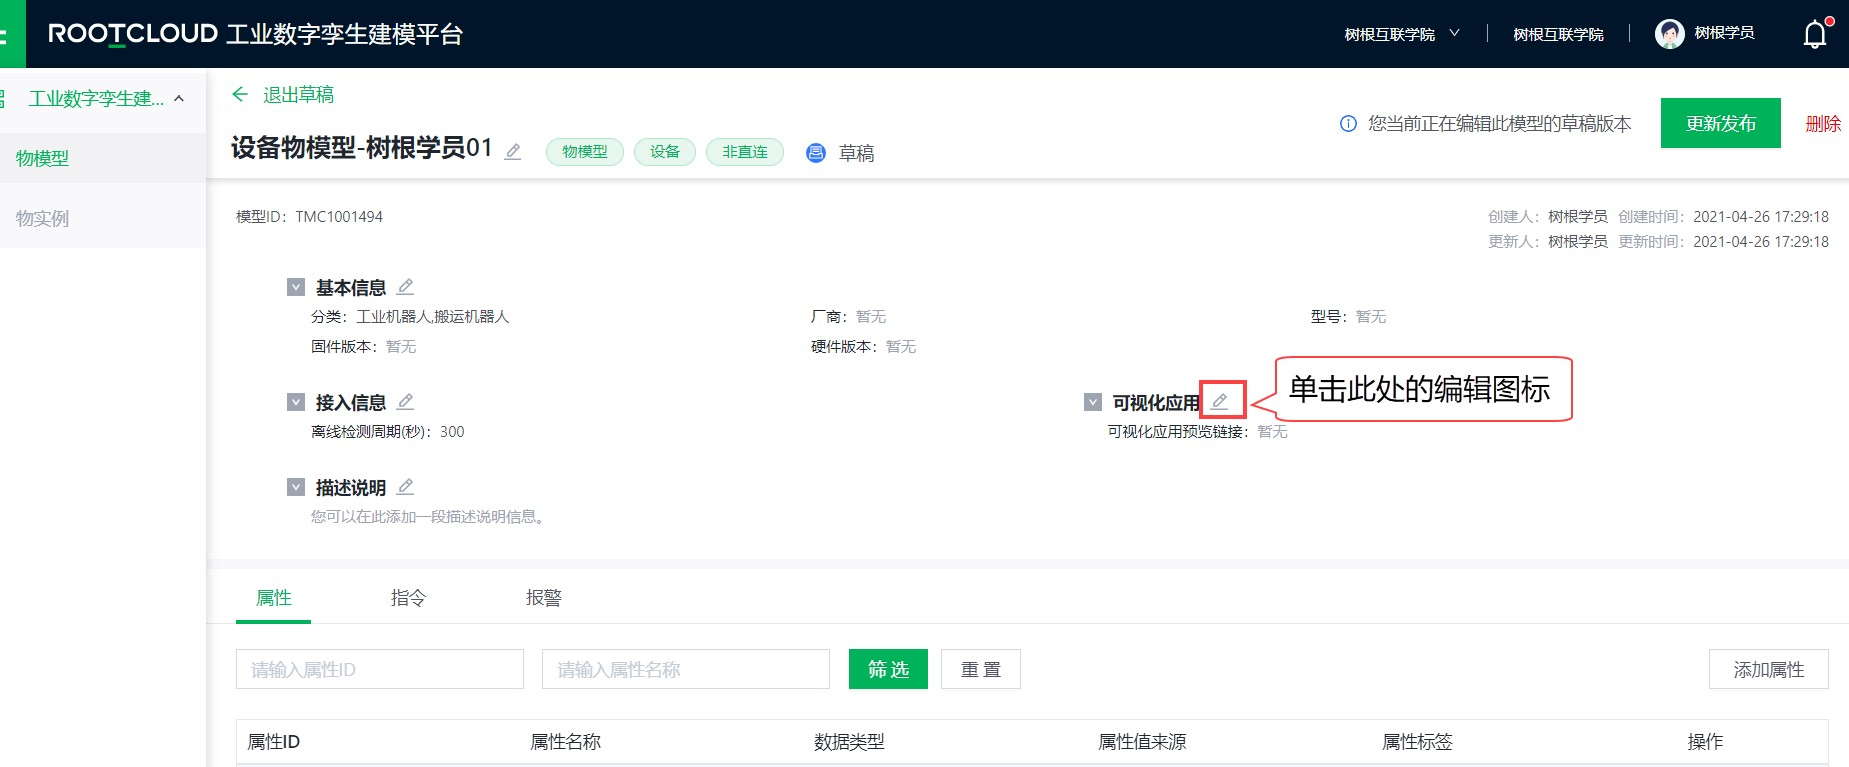 ROOTCLOUD 工业数字孪生建模平台
树根互联学院
树根互联学院
树根学员
工业数字孪生建...
物模型
物实例
退出草稿
设备物模型-树根学员01
物模型
设备
非直连
草稿
您当前正在编辑此模型的草稿版本
更新发布
删除
模型ID：TMC1001494
创建人：树根学员 创建时间：2021-04-26 17:29:18
更新人：树根学员 更新时间：2021-04-26 17:29:18
基本信息
分类：工业机器人,搬运机器人
厂商：暂无
型号：暂无
固件版本：暂无
硬件版本：暂无
接入信息
离线检测周期(秒)：300
可视化应用
单击此处的编辑图标
可视化应用预览链接：暂无
描述说明
您可以在此添加一段描述说明信息。
属性
指令
报警
请输入属性ID
请输入属性名称
筛 选
重 置
添加属性
属性ID
属性名称
数据类型
属性值来源
属性标签
操作